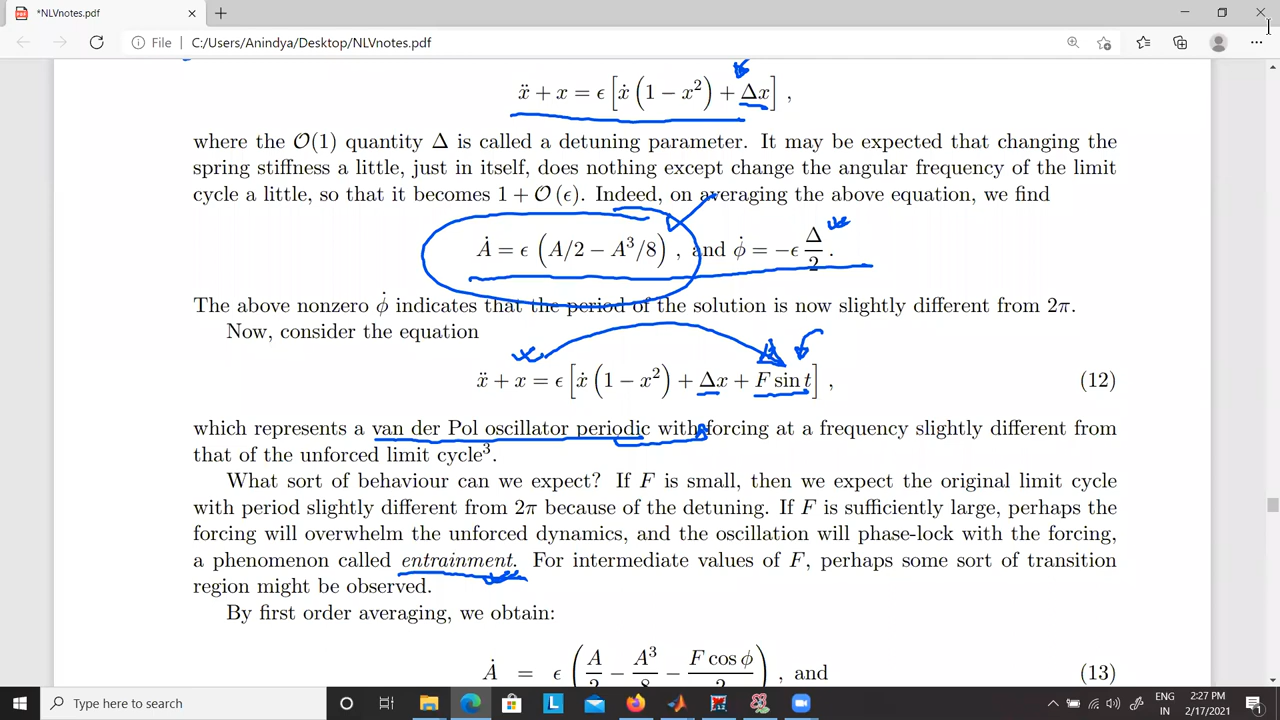 *NLVnotes.pdf
File | C:/Users/Anindya/Desktop/NLVnotes.pdf
ẍ + x = ϵ [ẋ (1 − x²) + Δx] ,
where the O(1) quantity Δ is called a detuning parameter. It may be expected that changing the
spring stiffness a little, just in itself, does nothing except change the angular frequency of the limit
cycle a little, so that it becomes 1 + O (ϵ). Indeed, on averaging the above equation, we find
Ȧ = ϵ (A/2 − A³/8) , and φ̇ = −ϵ Δ/2 .
The above nonzero φ̇ indicates that the period of the solution is now slightly different from 2π.
Now, consider the equation
ẍ + x = ϵ [ẋ (1 − x²) + Δx + F sin t] , (12)
which represents a van der Pol oscillator periodic with forcing at a frequency slightly different from
that of the unforced limit cycle³.
What sort of behaviour can we expect? If F is small, then we expect the original limit cycle
with period slightly different from 2π because of the detuning. If F is sufficiently large, perhaps the
forcing will overwhelm the unforced dynamics, and the oscillation will phase-lock with the forcing,
a phenomenon called entrainment. For intermediate values of F, perhaps some sort of transition
region might be observed.
By first order averaging, we obtain:
Ȧ = ϵ (A/2 − A³/8 − F cos φ/2) , and (13)
Type here to search
ENG
IN
2:27 PM
2/17/2021